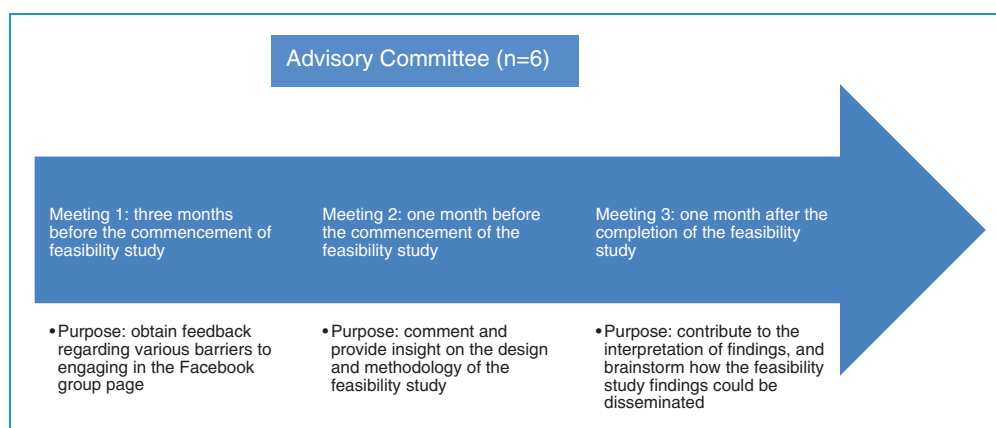 Advisory Committee (n=6)
Meeting 1: three months
before the commencement of
feasibility study
Meeting 2: one month before
the commencement of the
feasibility study
Meeting 3: one month after the
completion of the feasibility
study
•Purpose: obtain feedback
regarding various barriers to
engaging in the Facebook
group page
•Purpose: comment and
provide insight on the design
and methodology of the
feasibility study
•Purpose: contribute to the
interpretation of findings, and
brainstorm how the feasibility
study findings could be
disseminated